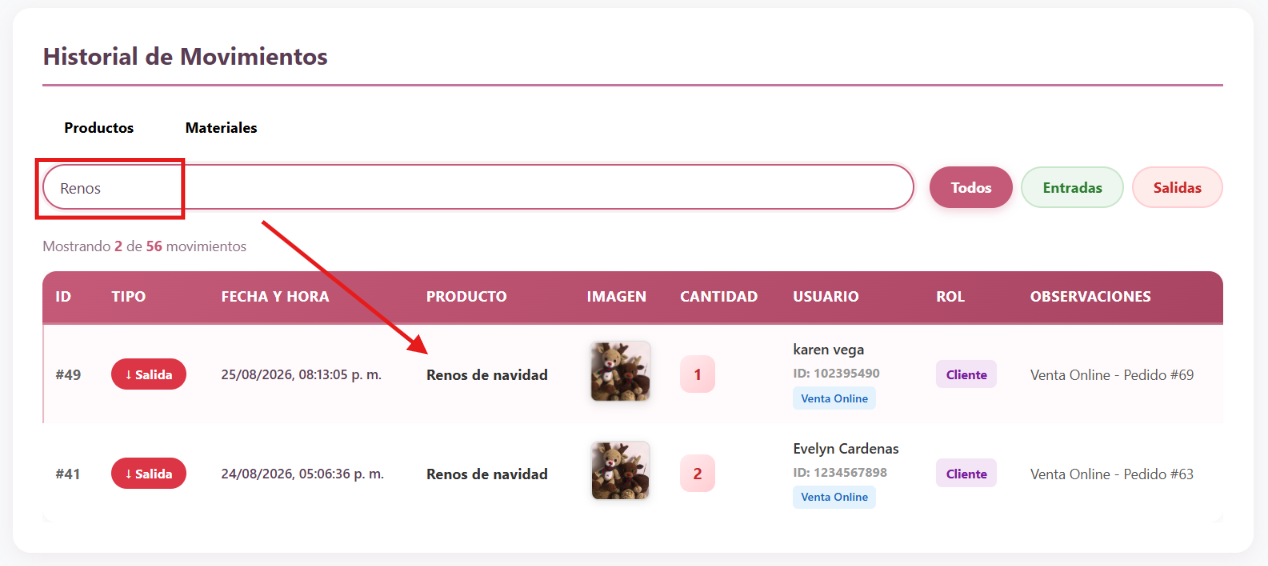 Historial de Movimientos
Productos Materiales
Renos Todos Entradas Salidas
Mostrando 2 de 56 movimientos
ID TIPO FECHA Y HORA PRODUCTO IMAGEN CANTIDAD USUARIO ROL OBSERVACIONES
karen vega
#49 ↓ Salida 25/08/2026, 08:13:05 p. m. Renos de navidad 1 ID: 102395490 Cliente Venta Online - Pedido #69
Venta Online
Evelyn Cardenas
#41 ↓ Salida 24/08/2026, 05:06:36 p. m. Renos de navidad 2 ID: 1234567898 Cliente Venta Online - Pedido #63
Venta Online